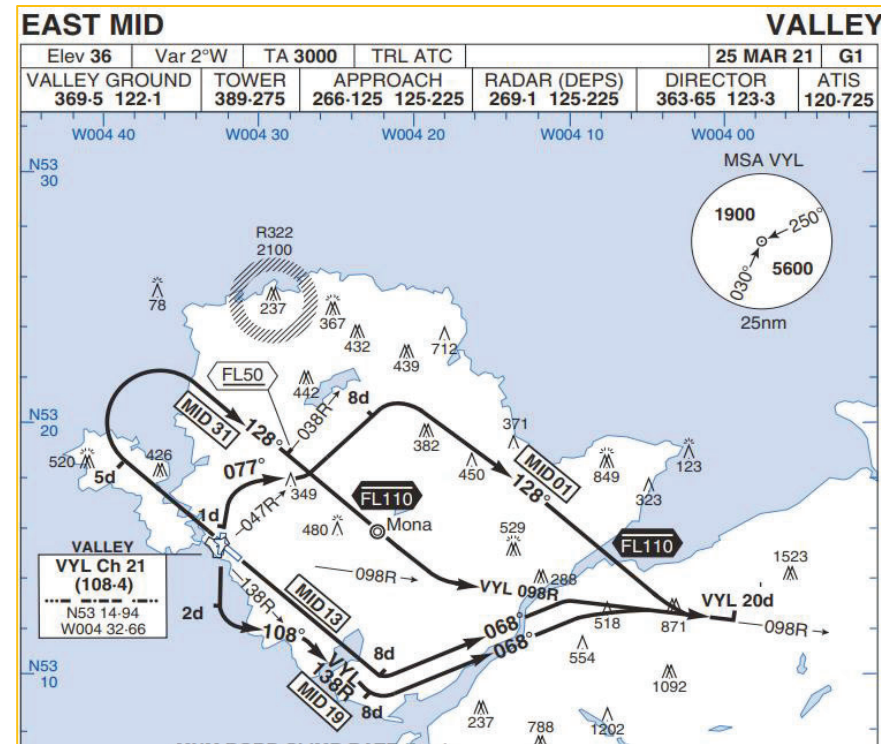 EAST MID VALLEY
Elev 36 Var 2°W TA 3000 TRL ATC 25 MAR 21 G1
VALLEY GROUND TOWER APPROACH RADAR (DEPS) DIRECTOR ATIS
369·5 122·1 389·275 266·125 125·225 269·1 125·225 363·65 123·3 120·725
W004 40 W004 30 W004 20 W004 10 W004 00
N53
30
MSA VYL
1900
250°
5600
030°
25nm
R322
2100
237
78
367
432
712
439
442
FL50
8d
038R
N53
20
MID 31
128°
371
382
MID01
520
426
5d
077°
349
450
128°
849
123
323
FL110
1d
047R
480
Mona
529
FL110
VALLEY
VYL Ch 21
(108·4)
N53 14·94
W004 32·66
098R
VYL 098R
288
1523
138R
MID13
2d
108°
VYL
138R
8d
068°
068°
518
871
VYL 20d
098R
554
N53
10
MID19
8d
1092
237
788
1202